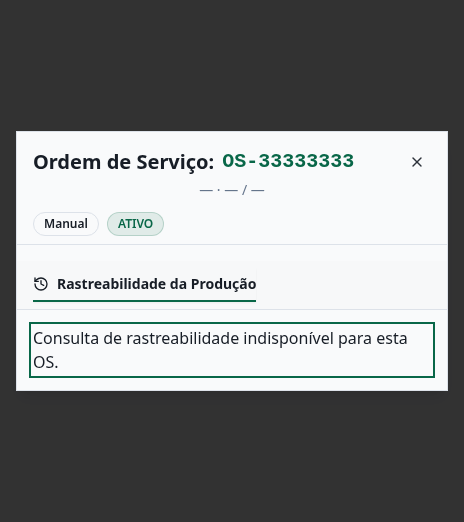 Ordem de Serviço: OS-33333333
— · — / —
Manual ATIVO
Rastreabilidade da Produção
Consulta de rastreabilidade indisponível para esta
OS.